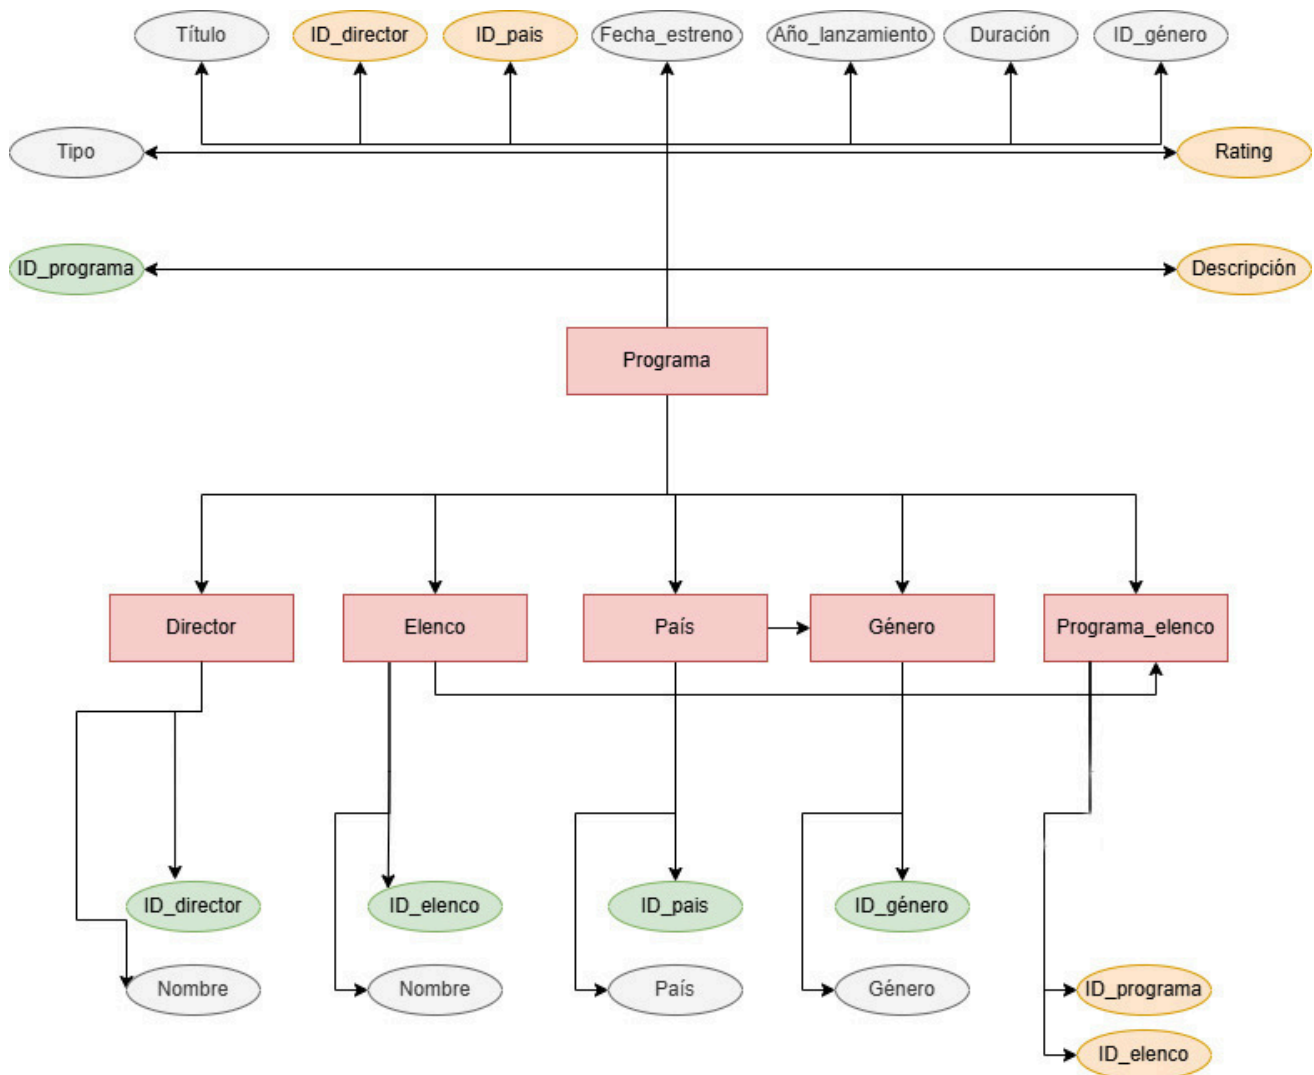 Título
ID_director
ID_pais
Fecha_estreno
Año_lanzamiento
Duración
ID_género
Tipo
Rating
ID_programa
Descripción
Programa
Director
Elenco
País
Género
Programa_elenco
ID_director
ID_elenco
ID_pais
ID_género
Nombre
Nombre
País
Género
ID_programa
ID_elenco